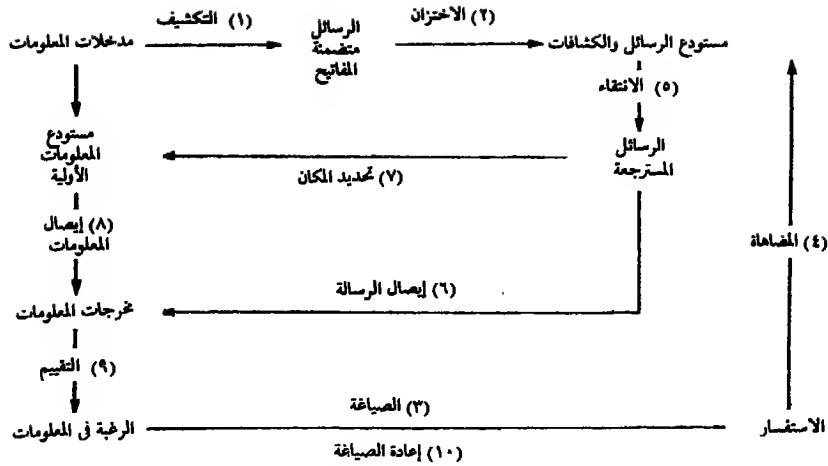 مدخلات المعلومات
(١) التكشيف
الرسائل
متضمنة
المفاتيح
(٢) الاختزان
مستودع الرسائل والكشافات
(٥) الانتقاء
مستودع
المعلومات
الأولية
الرسائل
المسترجعة
(٧) تحديد المكان
(٨) إيصال
المعلومات
(٤) المضاهاة
(٦) إيصال الرسالة
مخرجات المعلومات
(٩) التقييم
(٣) الصياغة
الاستفسار
الرغبة فى المعلومات
(١٠) إعادة الصياغة